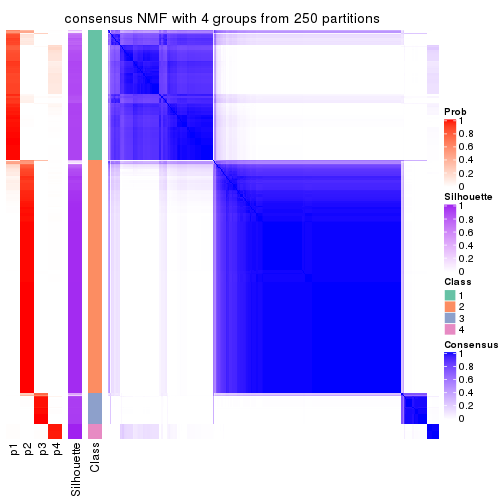 consensus NMF with 4 groups from 250 partitions
Prob
1
0.8
0.6
0.4
0.2
0
Silhouette
1
0.8
0.6
0.4
0.2
0
Class
1
2
3
4
Consensus
1
0.8
0.6
0.4
0.2
0
p1
p2
p3
p4
Silhouette
Class